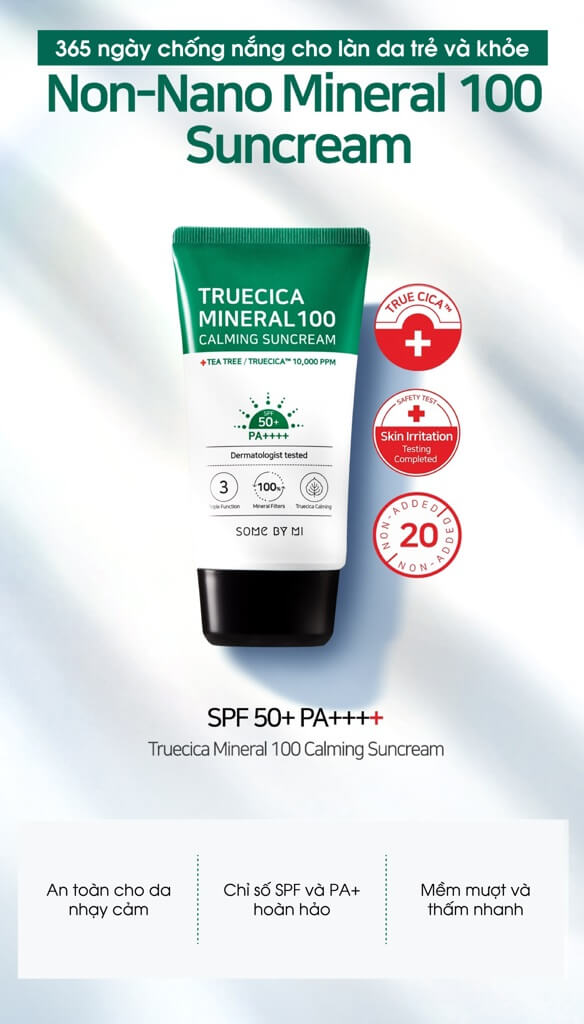 365 ngày chống nắng cho làn da trẻ và khỏe
Non-Nano Mineral 100
Suncream
TRUECICA
MINERAL 100
CALMING SUNCREAM
+TEA TREE / TRUECICA™ 10,000 PPM
SPF
50+
PA++++
Dermatologist tested
3
100%
Triple Function
Mineral Filters
Truecica Calming
SOME BY MI
TRUE CICA™
SAFETY TEST
Skin Irritation
Testing
Completed
NON-ADDED
20
NON-ADDED
SPF 50+ PA++++
Truecica Mineral 100 Calming Suncream
An toàn cho da
nhạy cảm
Chỉ số SPF và PA+
hoàn hảo
Mềm mượt và
thấm nhanh